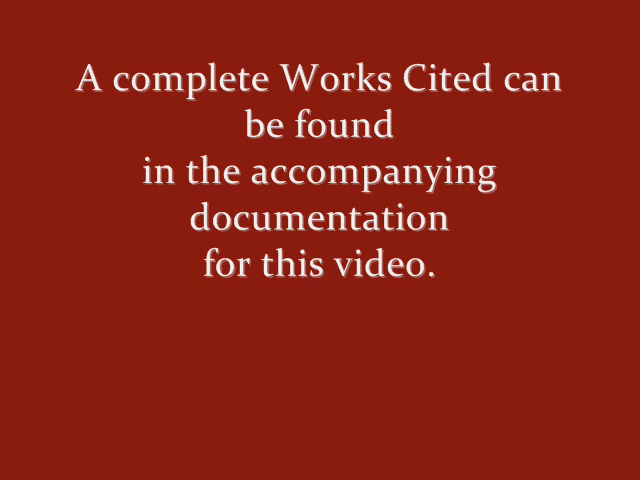 A complete Works Cited can
be found
in the accompanying
documentation
for this video.